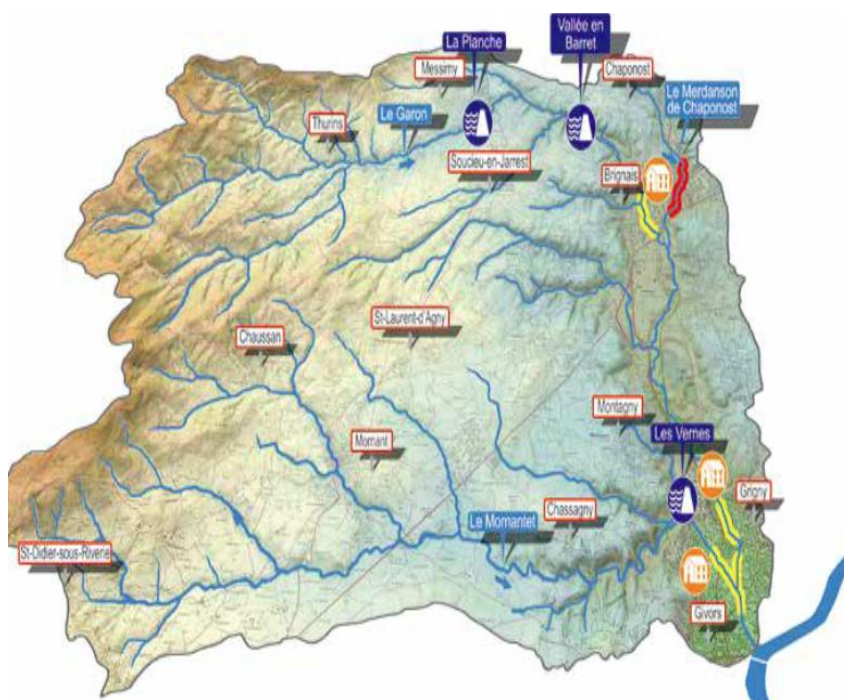 La Planche
Vallée en
Barret
Messimy
Chaponost
Le Merdanson
de Chaponost
Thurins
Le Garon
Soucieu-en-Jarrest
Brignais
St-Laurent-d'Agny
Chaussan
Montagny
Mornant
Les Vernes
Grigny
Chassagny
Le Mornantet
St-Didier-sous-Riverie
Givors